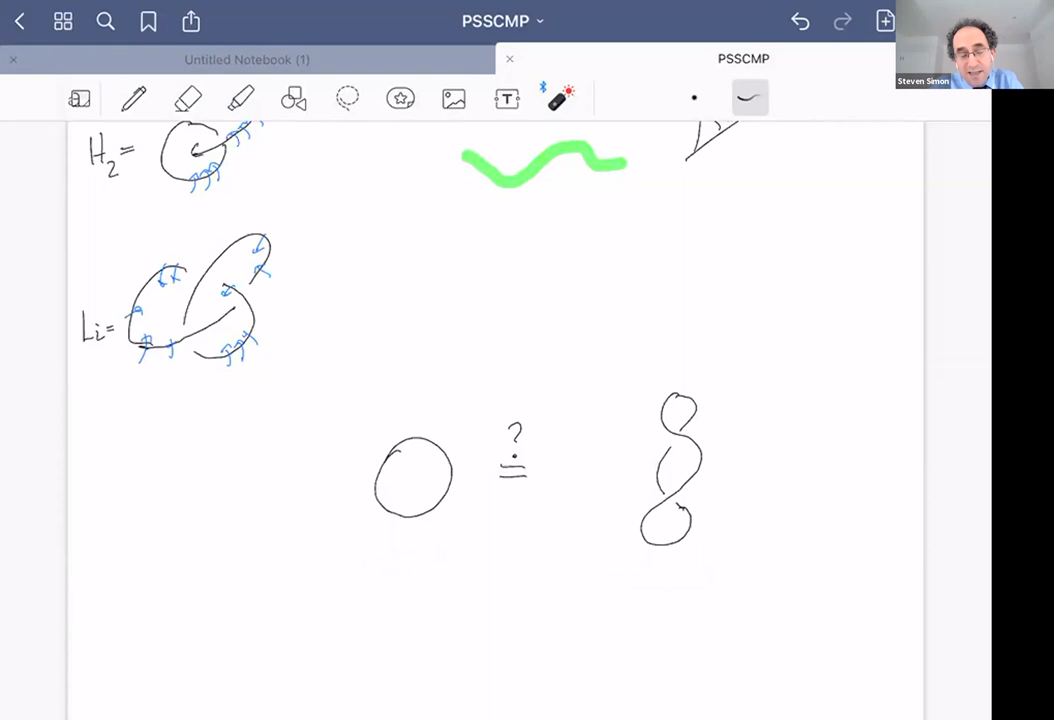 PSSCMP
Untitled Notebook (1)
PSSCMP
Steven Simon
T
H₂ =
Li =
?
=